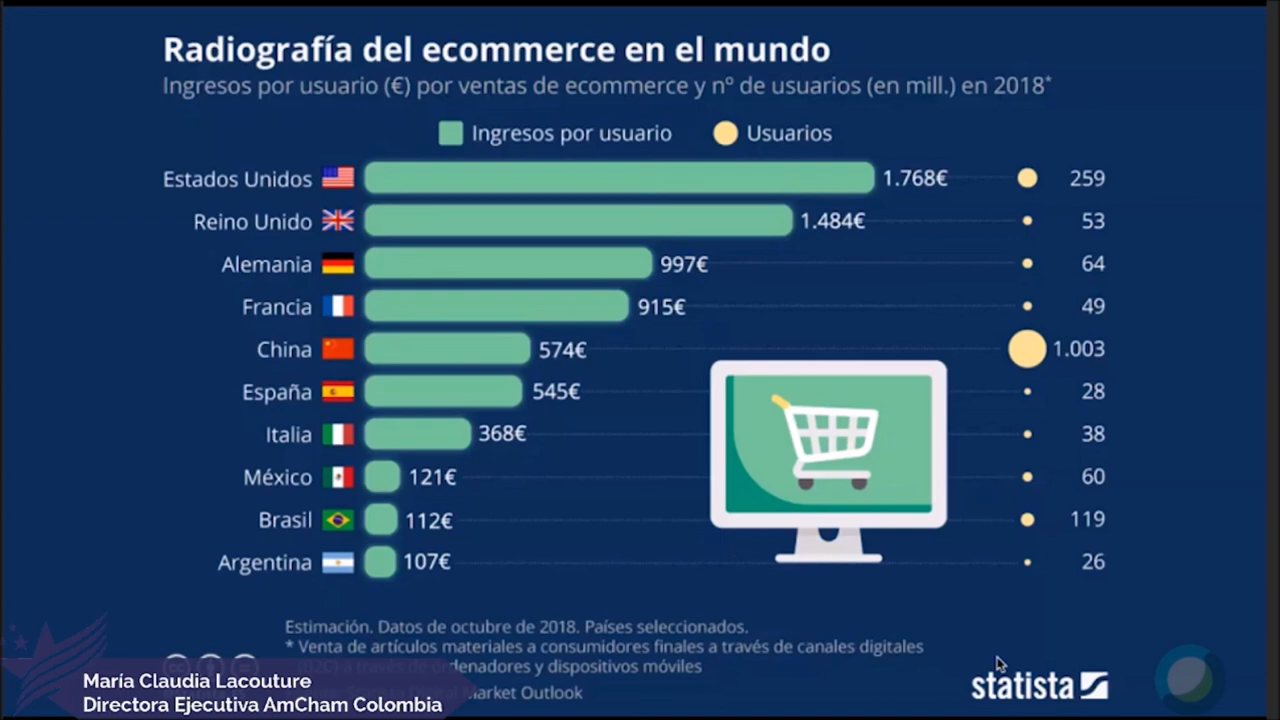 Radiografía del ecommerce en el mundo
Ingresos por usuario (€) por ventas de ecommerce y nº de usuarios (en mill.) en 2018*
Ingresos por usuario Usuarios
Estados Unidos 1.768€ 259
Reino Unido 1.484€ 53
Alemania 997€ 64
Francia 915€ 49
China 574€ 1.003
España 545€ 28
Italia 368€ 38
México 121€ 60
Brasil 112€ 119
Argentina 107€ 26
Estimación. Datos de octubre de 2018. Países seleccionados.
* Venta de artículos materiales a consumidores finales a través de canales digitales
(B2C) a través de ordenadores y dispositivos móviles
Market Outlook
María Claudia Lacouture
Directora Ejecutiva AmCham Colombia
statista